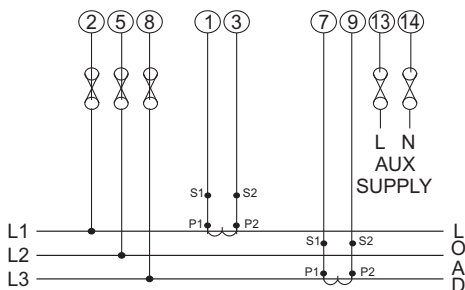 2 5 8 1 3 7 9 13 14
L N
AUX
SUPPLY
S1 S2
P1 P2
L1
S1 S2
L2
P1 P2
L3
LOAD